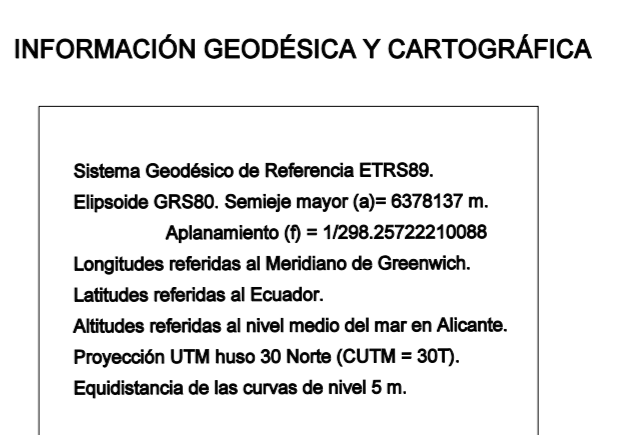 INFORMACIÓN GEODÉSICA Y CARTOGRÁFICA
Sistema Geodésico de Referencia ETRS89.
Elipsoide GRS80. Semieje mayor (a)= 6378137 m.
Aplanamiento (f) = 1/298.25722210088
Longitudes referidas al Meridiano de Greenwich.
Latitudes referidas al Ecuador.
Altitudes referidas al nivel medio del mar en Alicante.
Proyección UTM huso 30 Norte (CUTM = 30T).
Equidistancia de las curvas de nivel 5 m.